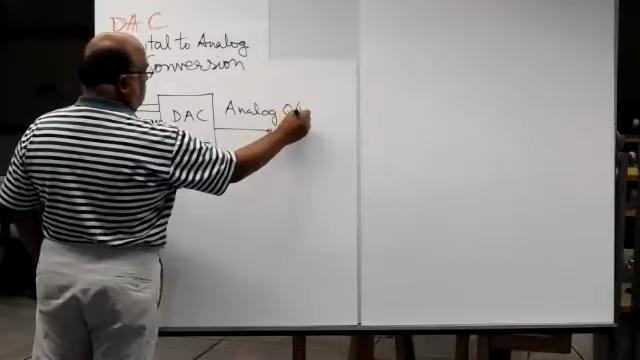 DAC
ital to Analog
Conversion
DAC
Analog